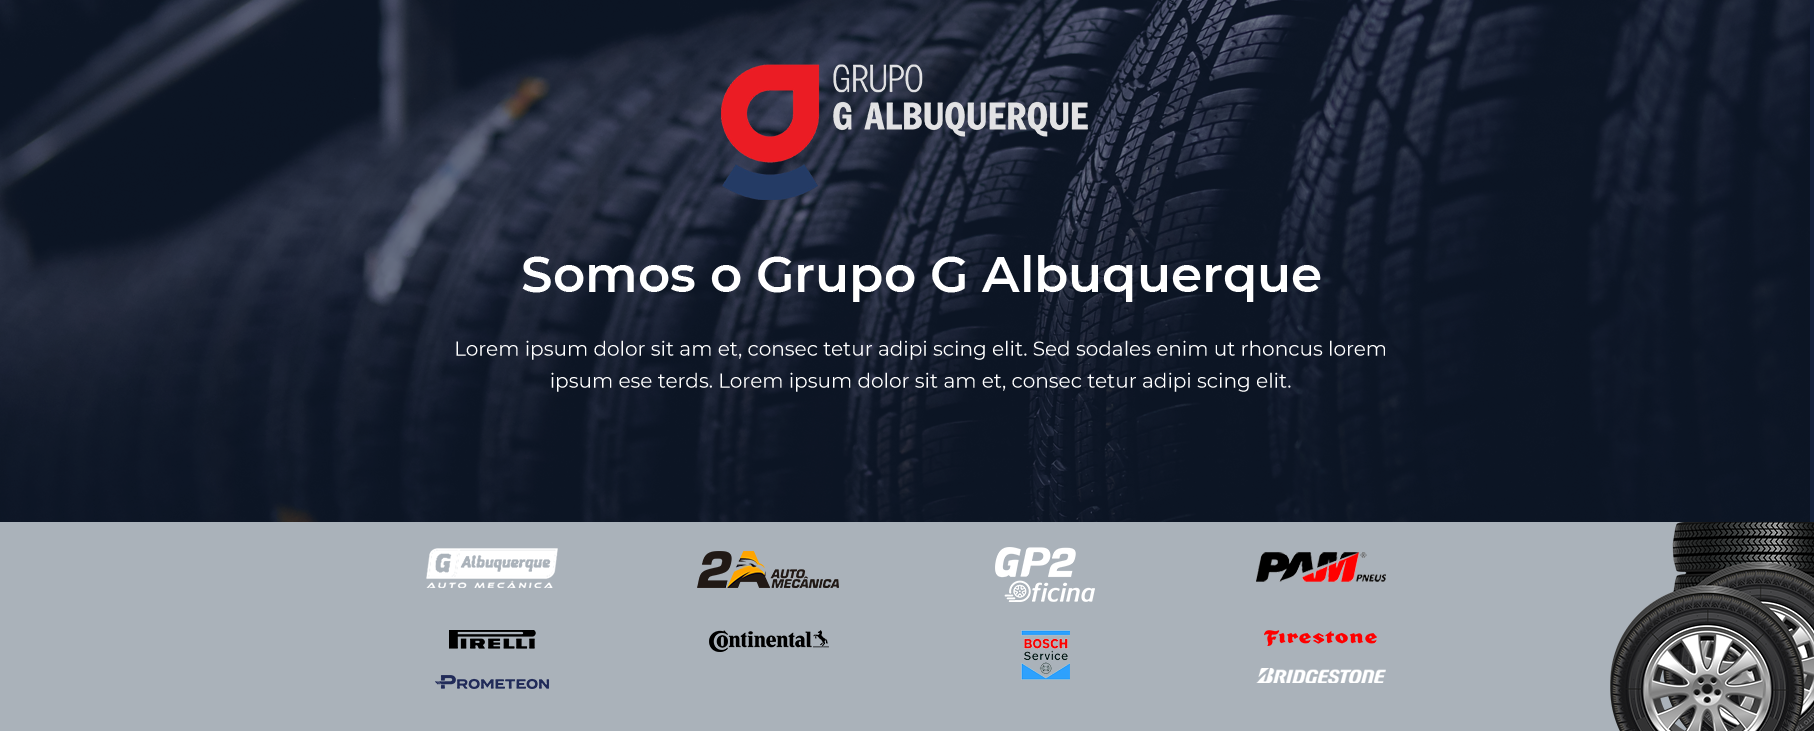 GRUPO
G ALBUQUERQUE
Somos o Grupo G Albuquerque
Lorem ipsum dolor sit am et, consec tetur adipi scing elit. Sed sodales enim ut rhoncus lorem
ipsum ese terds. Lorem ipsum dolor sit am et, consec tetur adipi scing elit.
G Albuquerque
AUTO MECÂNICA
2A AUTO
MECÂNICA
GP2
Oficina
PAM PNEUS
PIRELLI
Continental
BOSCH
Service
Firestone
PROMETEON
BRIDGESTONE